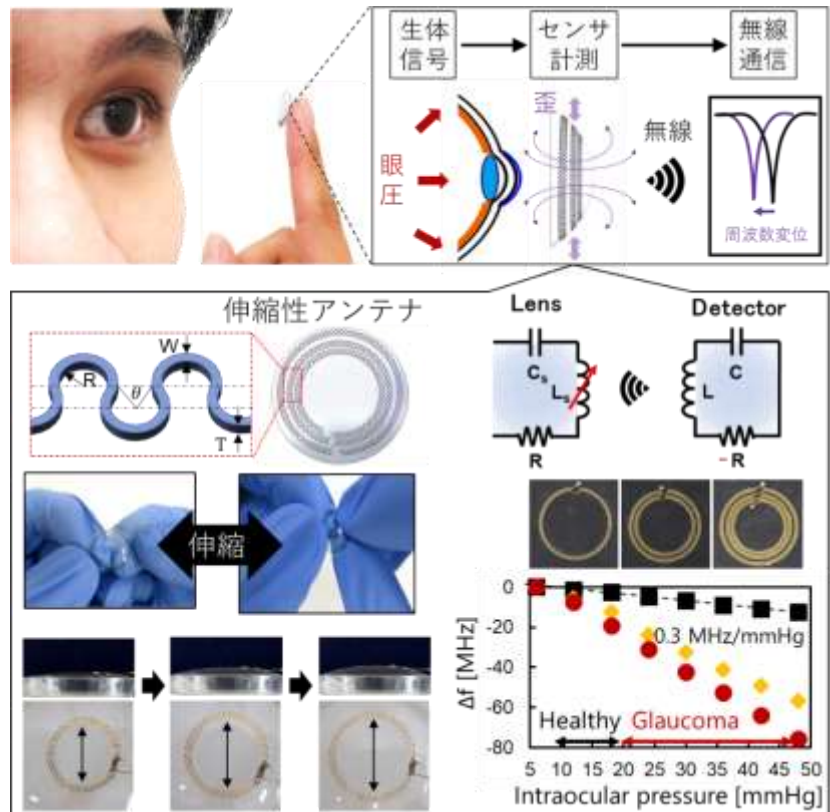 生体
信号
センサ
計測
無線
通信
眼
圧
歪
無線
周波数変位
伸縮性アンテナ
W
R
θ
T
伸縮
Lens
Detector
Cs
Ls
R
C
L
-R
0
-20
-40
-60
-80
Δf [MHz]
0.3 MHz/mmHg
Healthy
Glaucoma
5 10 15 20 25 30 35 40 45 50
Intraocular pressure [mmHg]